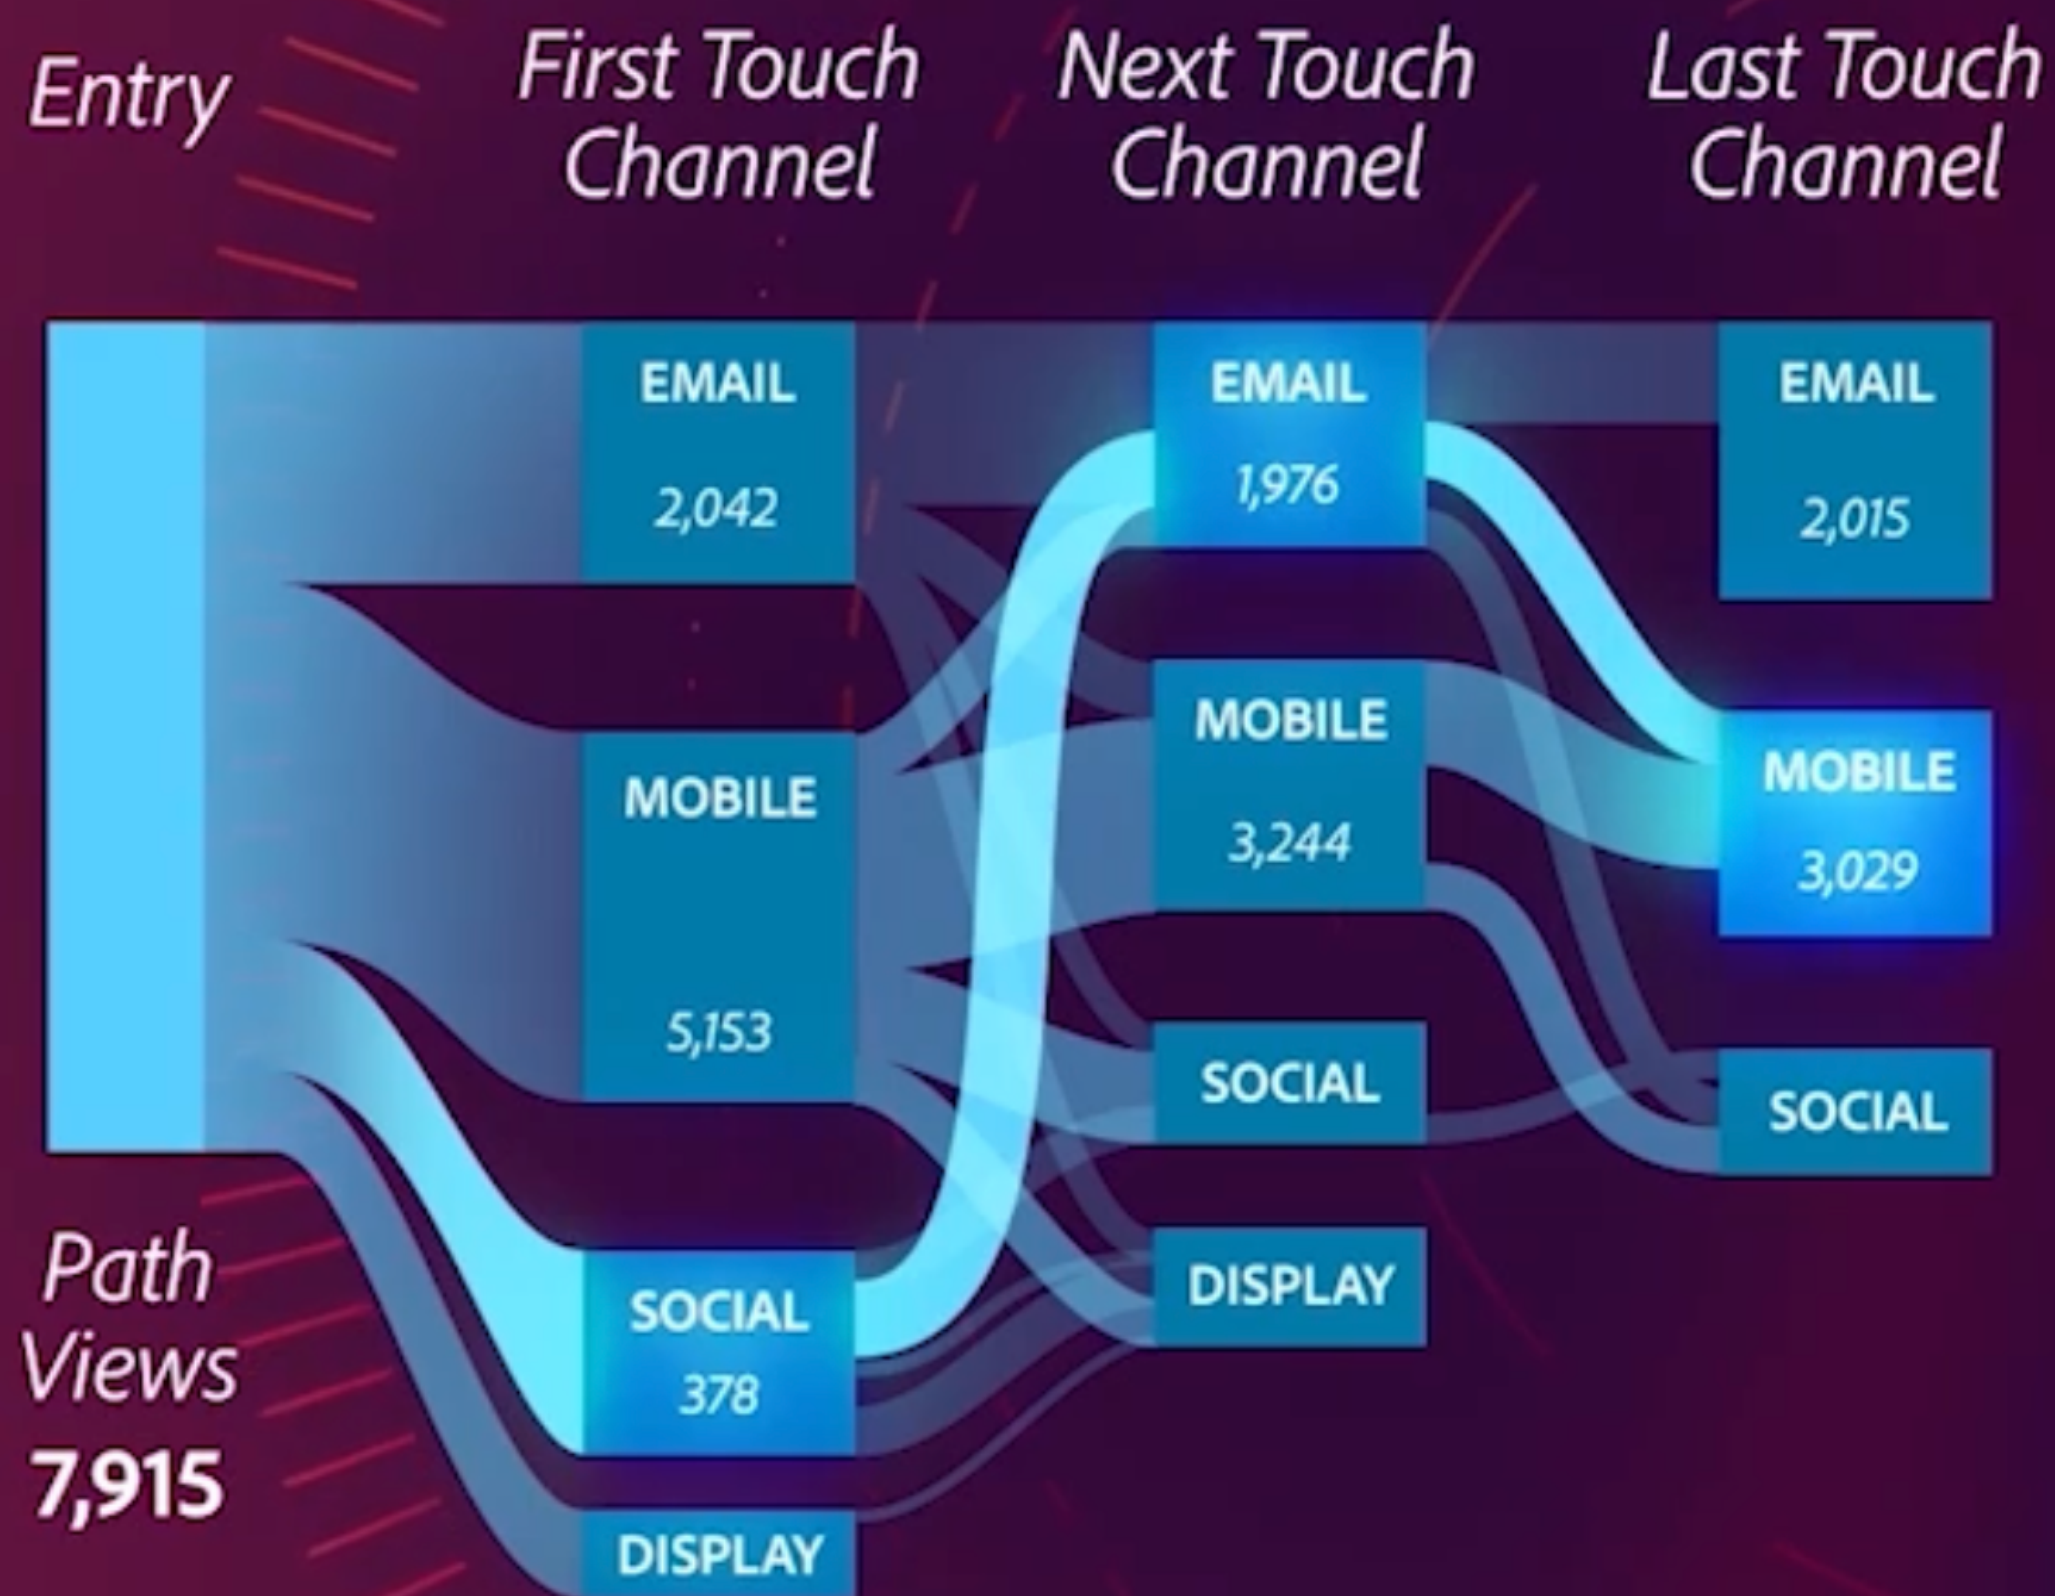 Entry
First Touch
Channel
Next Touch
Channel
Last Touch
Channel
EMAIL
2,042
MOBILE
5,153
SOCIAL
378
DISPLAY
EMAIL
1,976
MOBILE
3,244
SOCIAL
DISPLAY
EMAIL
2,015
MOBILE
3,029
SOCIAL
Path
Views
7,915